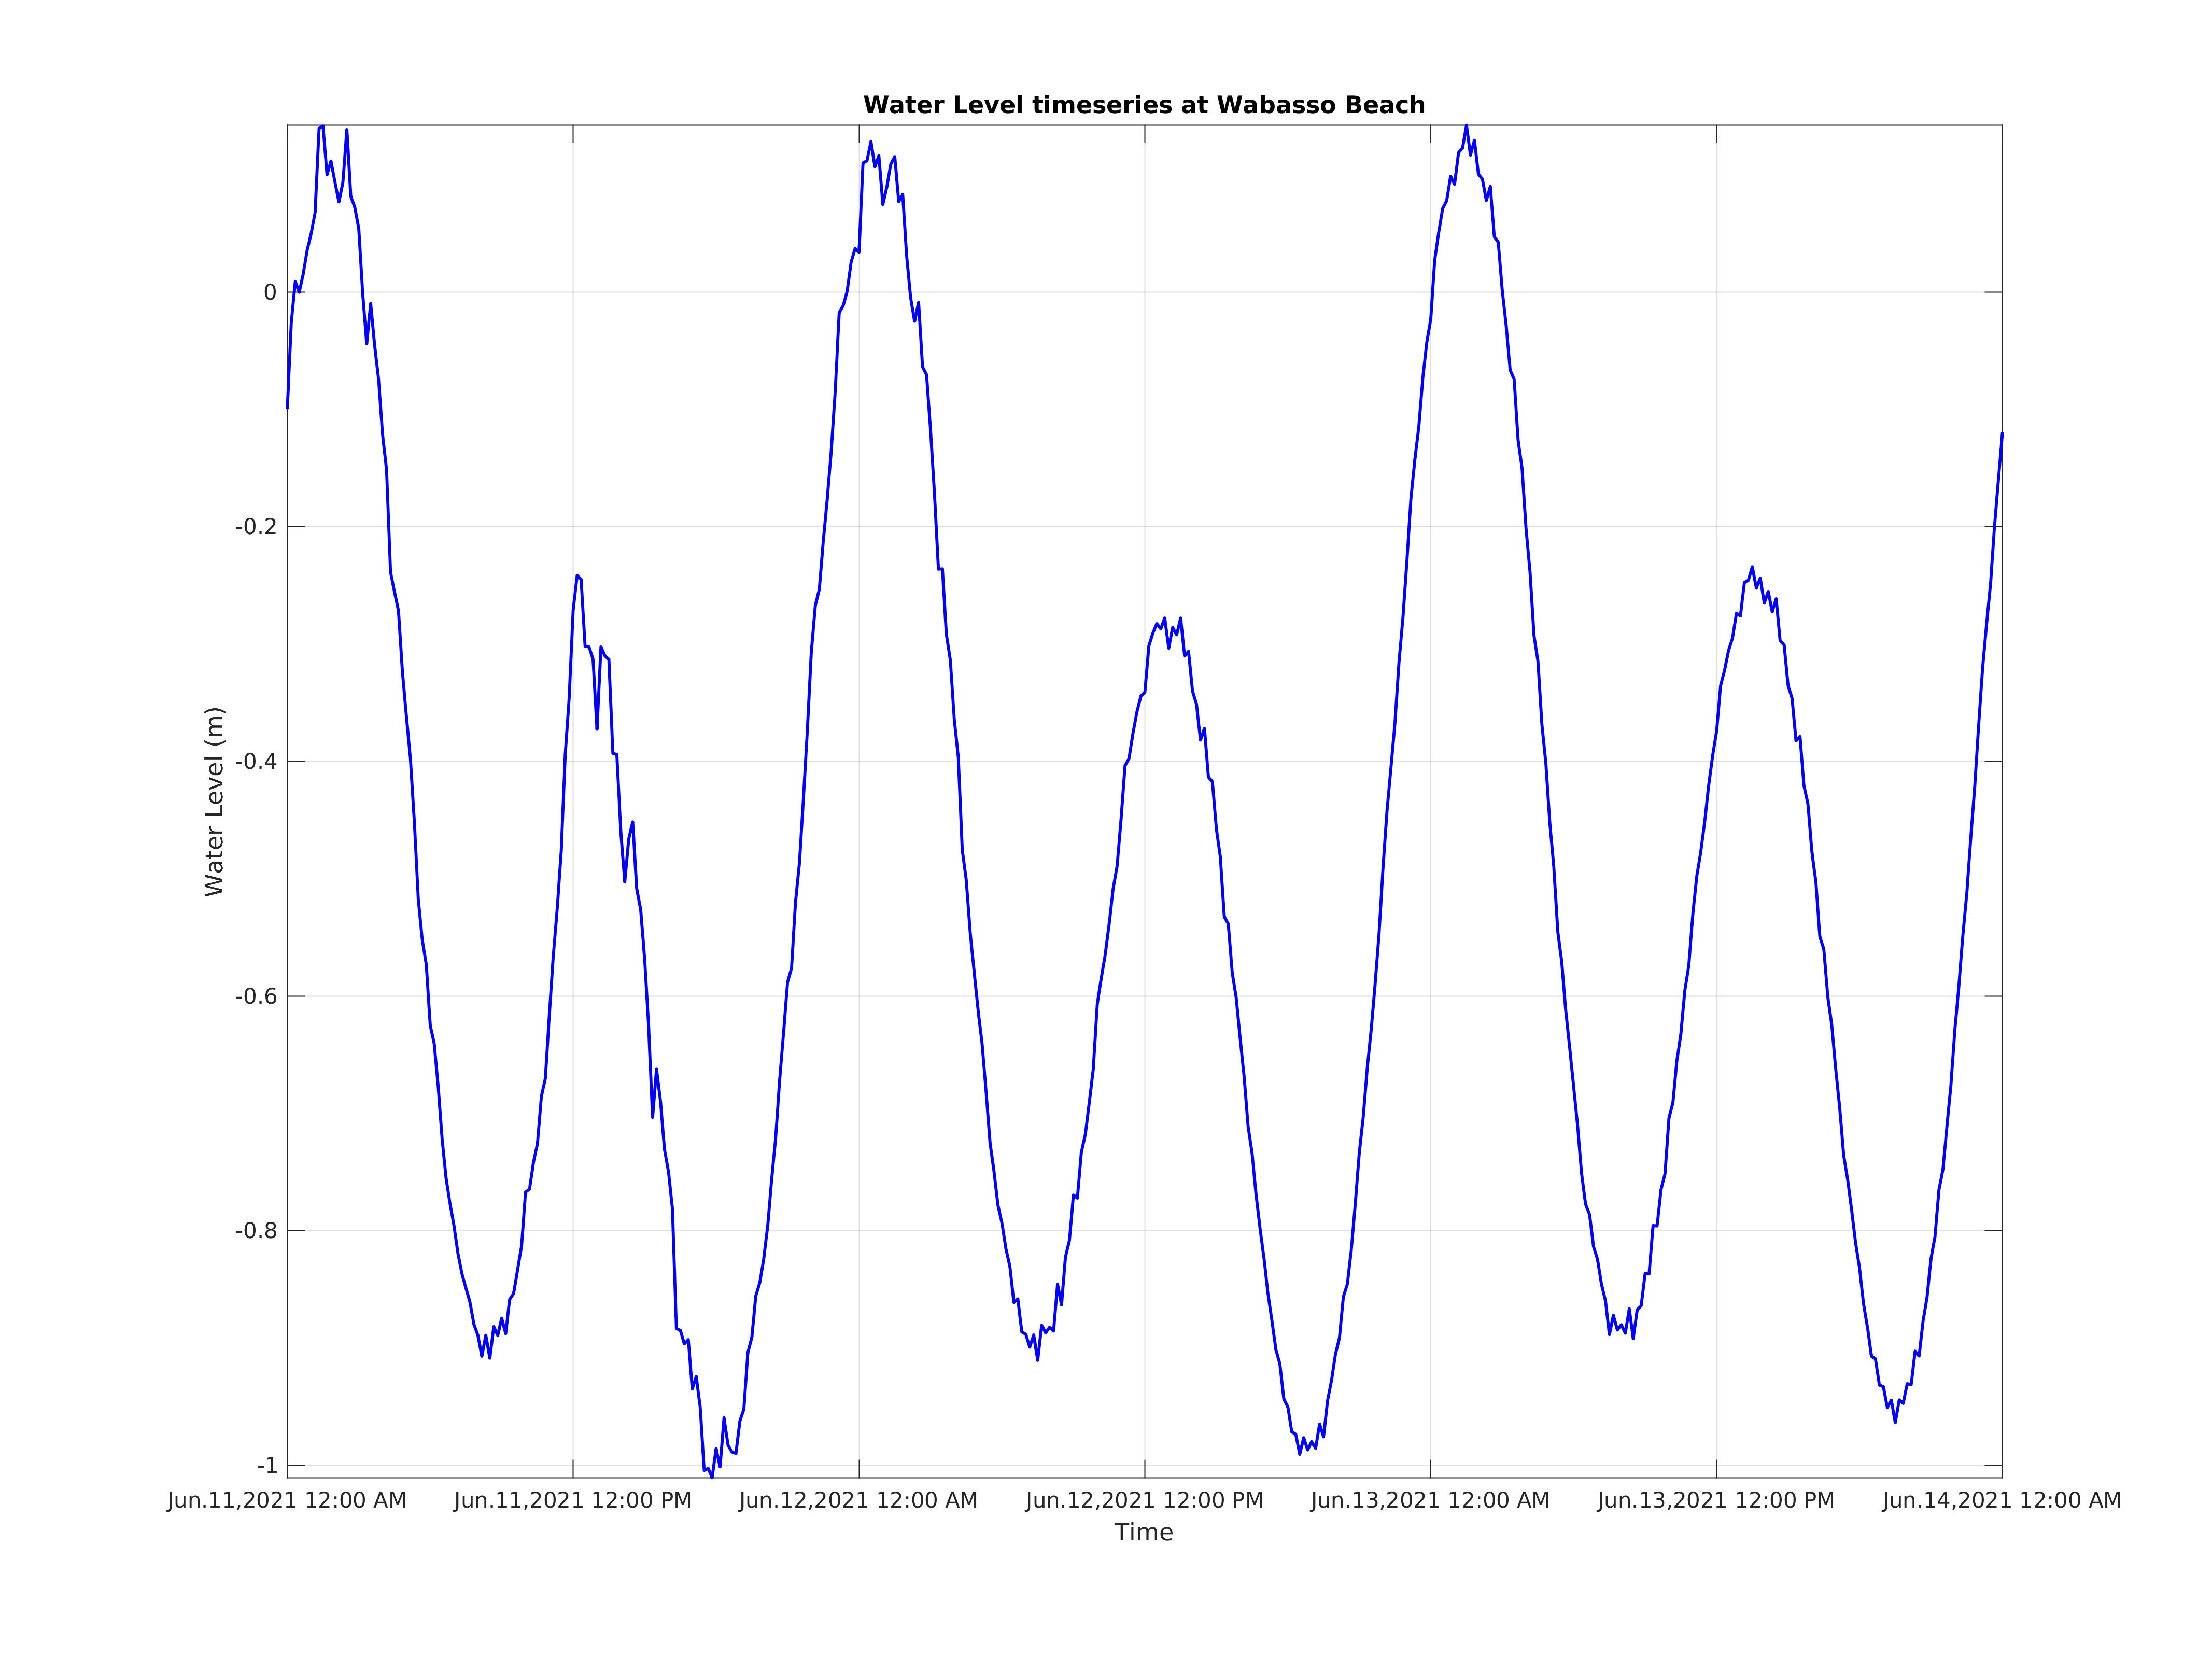 Water Level timeseries at Wabasso Beach
0
-0.2
-0.4
-0.6
-0.8
-1
Water Level (m)
Jun.11,2021 12:00 AM
Jun.11,2021 12:00 PM
Jun.12,2021 12:00 AM
Jun.12,2021 12:00 PM
Jun.13,2021 12:00 AM
Jun.13,2021 12:00 PM
Jun.14,2021 12:00 AM
Time